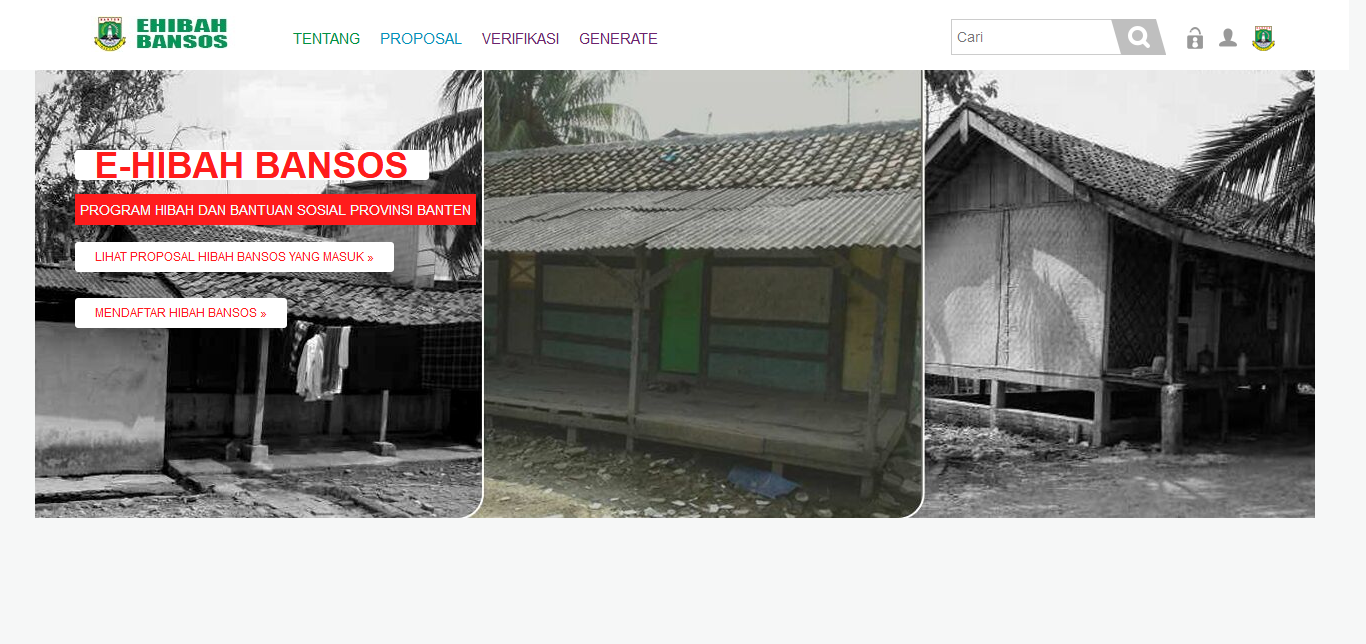 EHIBAH
BANSOS
TENTANG
PROPOSAL
VERIFIKASI
GENERATE
Cari
E-HIBAH BANSOS
PROGRAM HIBAH DAN BANTUAN SOSIAL PROVINSI BANTEN
LIHAT PROPOSAL HIBAH BANSOS YANG MASUK »
MENDAFTAR HIBAH BANSOS »